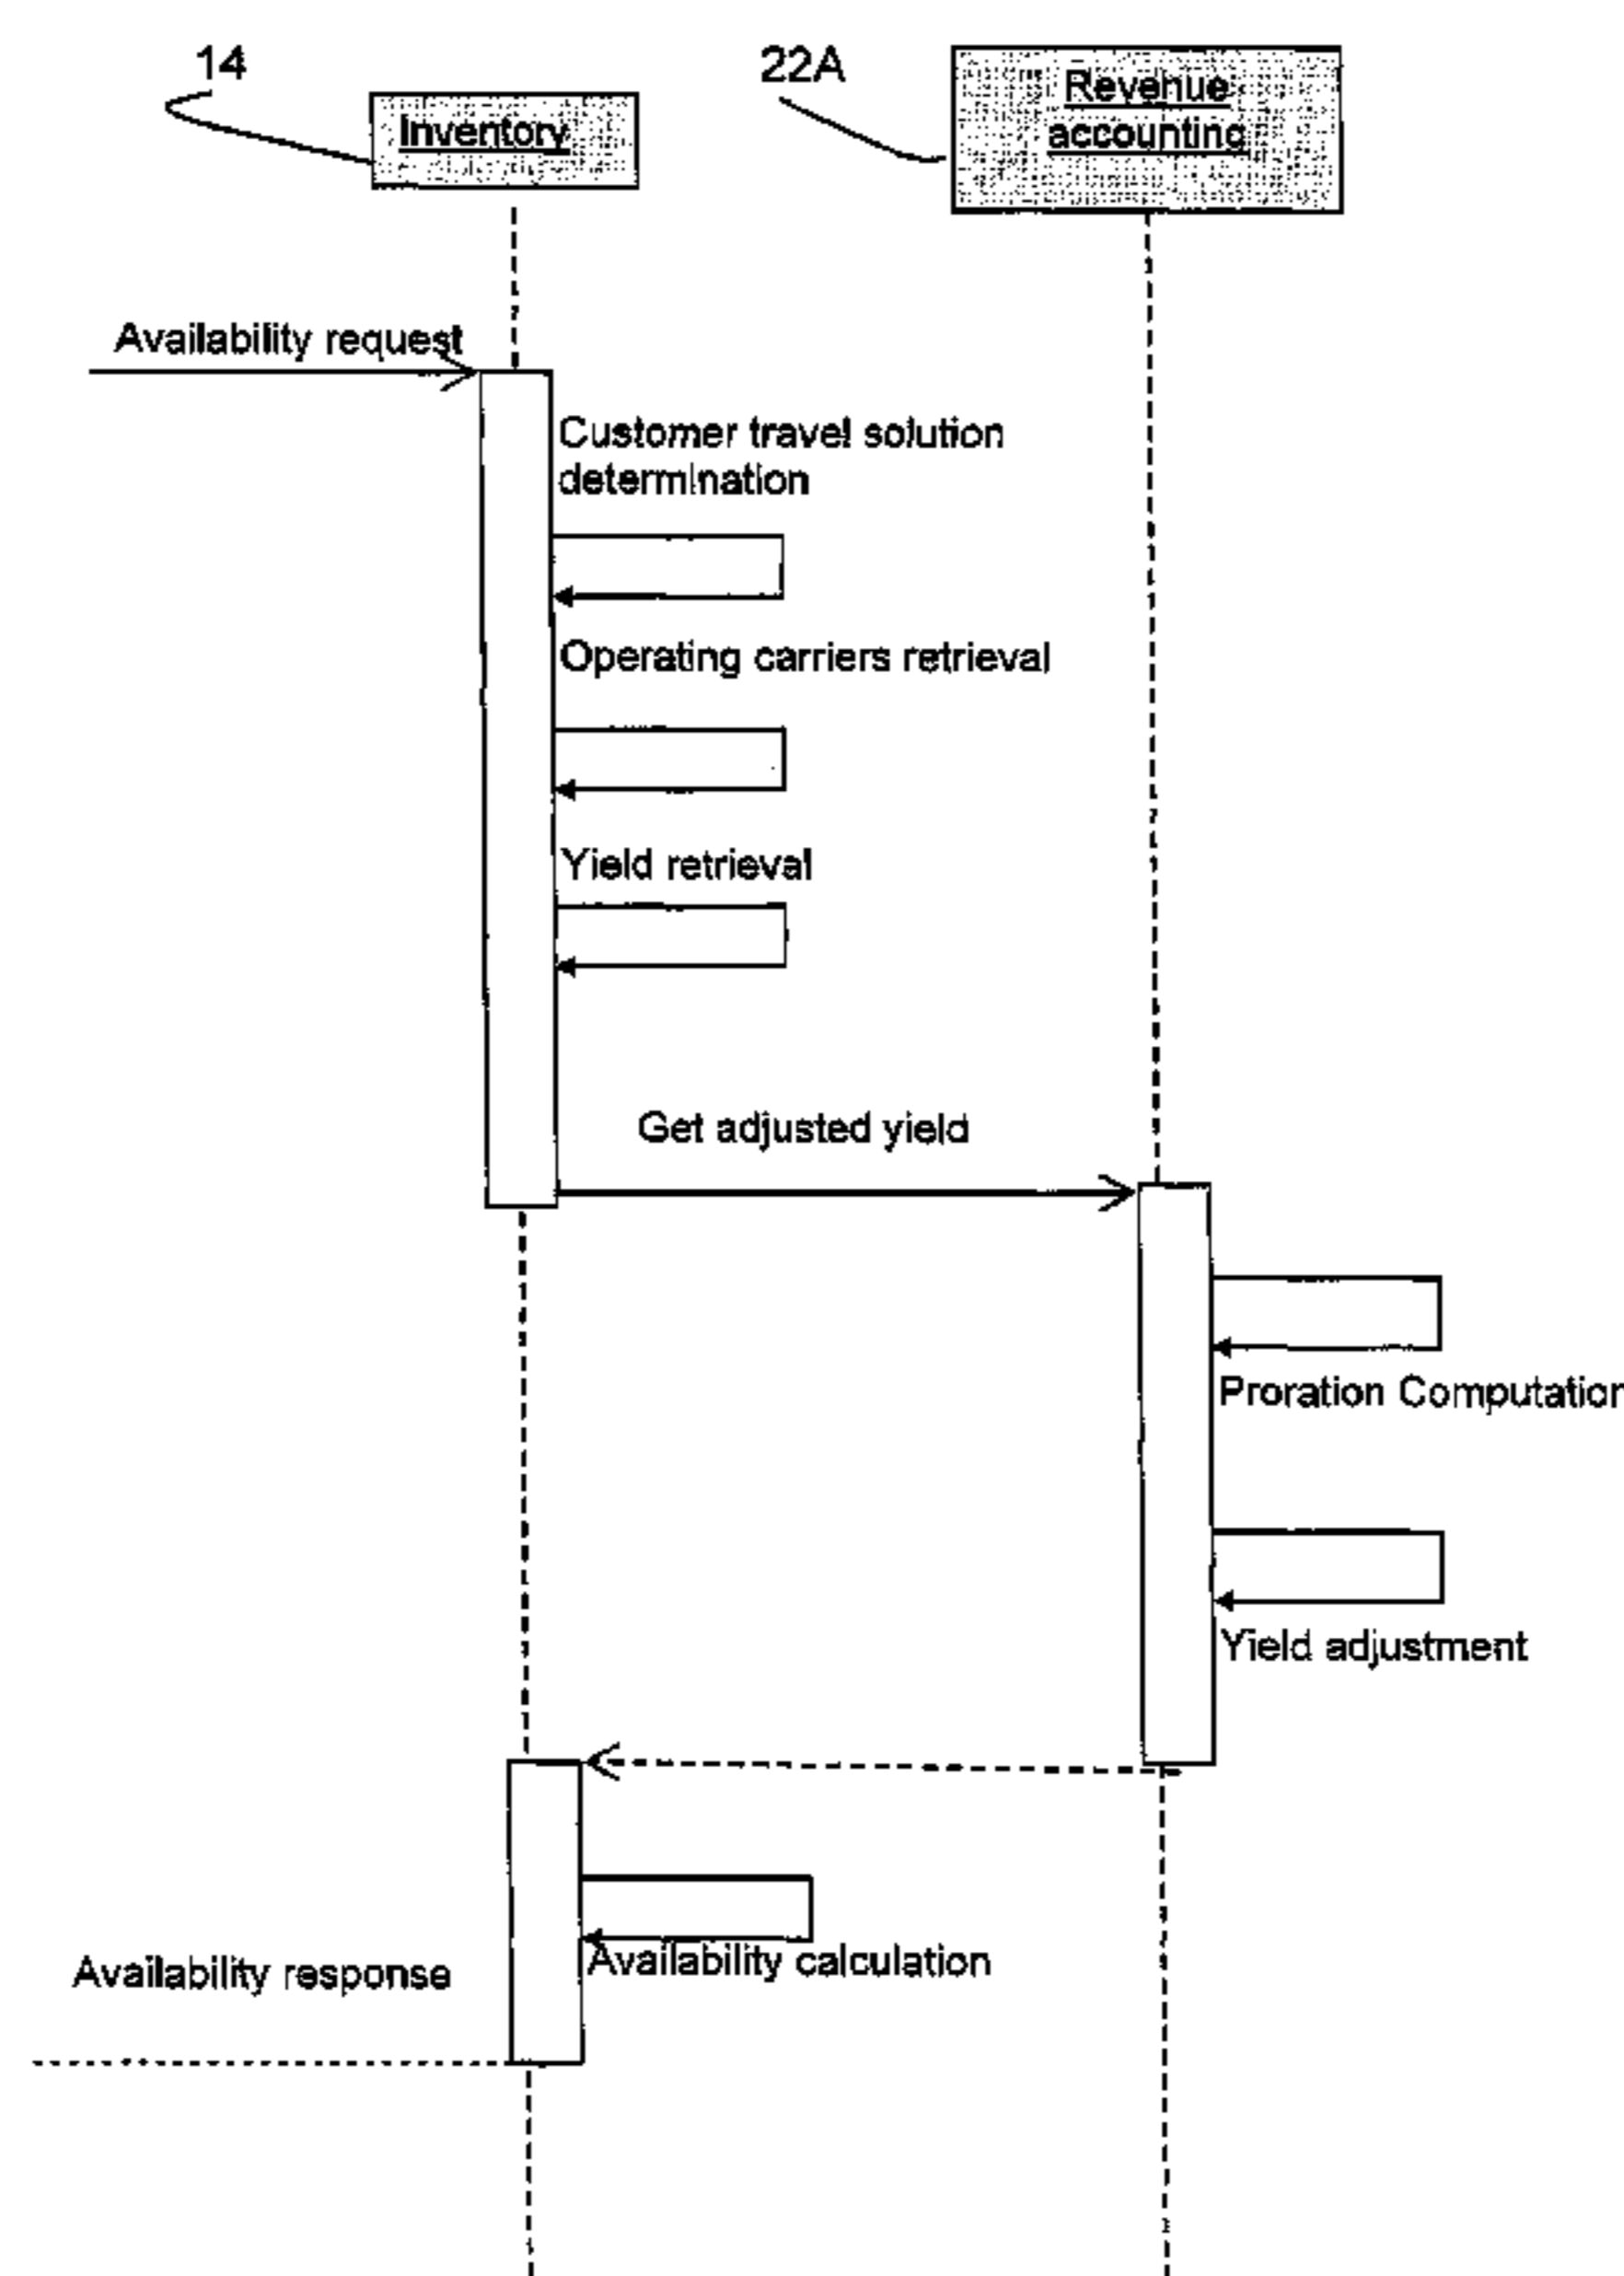 14
22A
Inventory
Revenue
accounting
Availability request
Customer travel solution
determination
Operating carriers retrieval
Yield retrieval
Get adjusted yield
Proration Computation
Yield adjustment
Availability calculation
Availability response